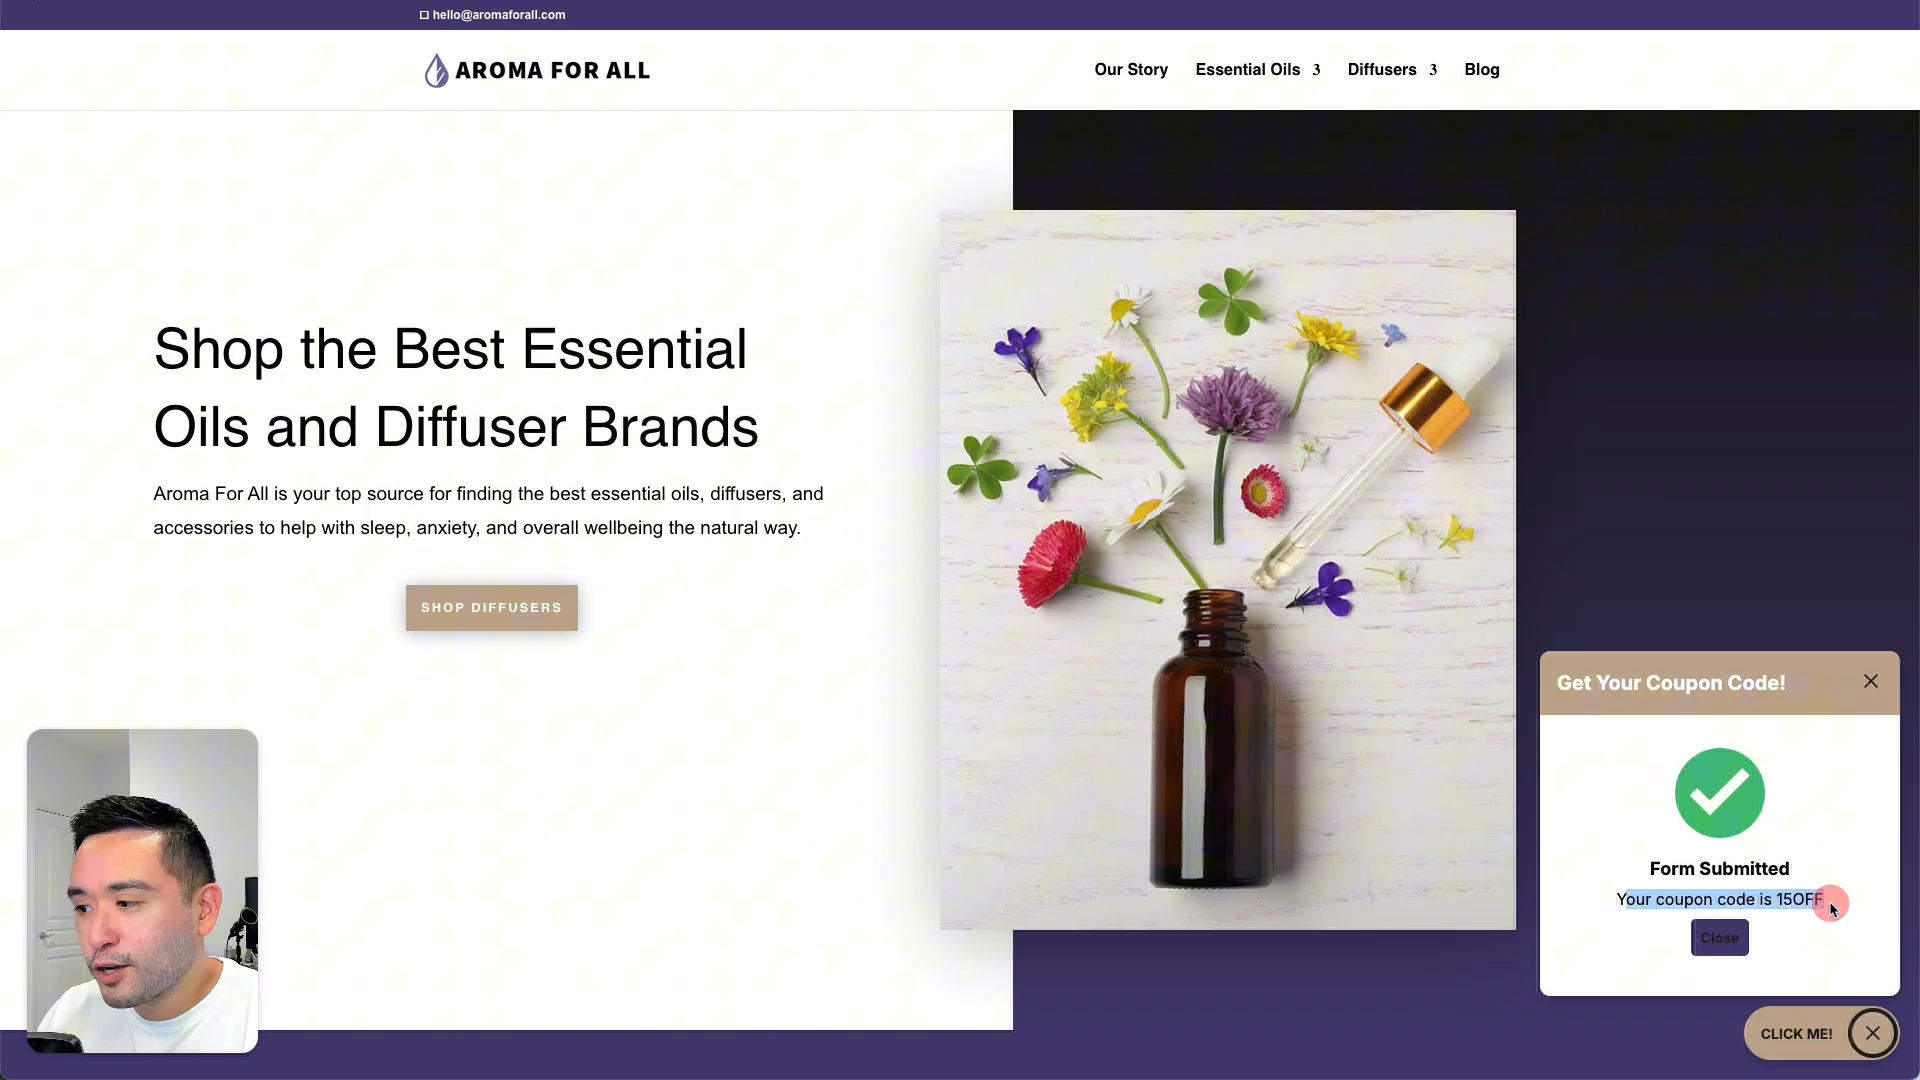 hello@aromaforall.com
AROMA FOR ALL
Our Story
Essential Oils 3
Diffusers 3
Blog
Shop the Best Essential
Oils and Diffuser Brands
Aroma For All is your top source for finding the best essential oils, diffusers, and
accessories to help with sleep, anxiety, and overall wellbeing the natural way.
SHOP DIFFUSERS
Get Your Coupon Code!
Form Submitted
Your coupon code is 15OFF
Close
CLICK ME!